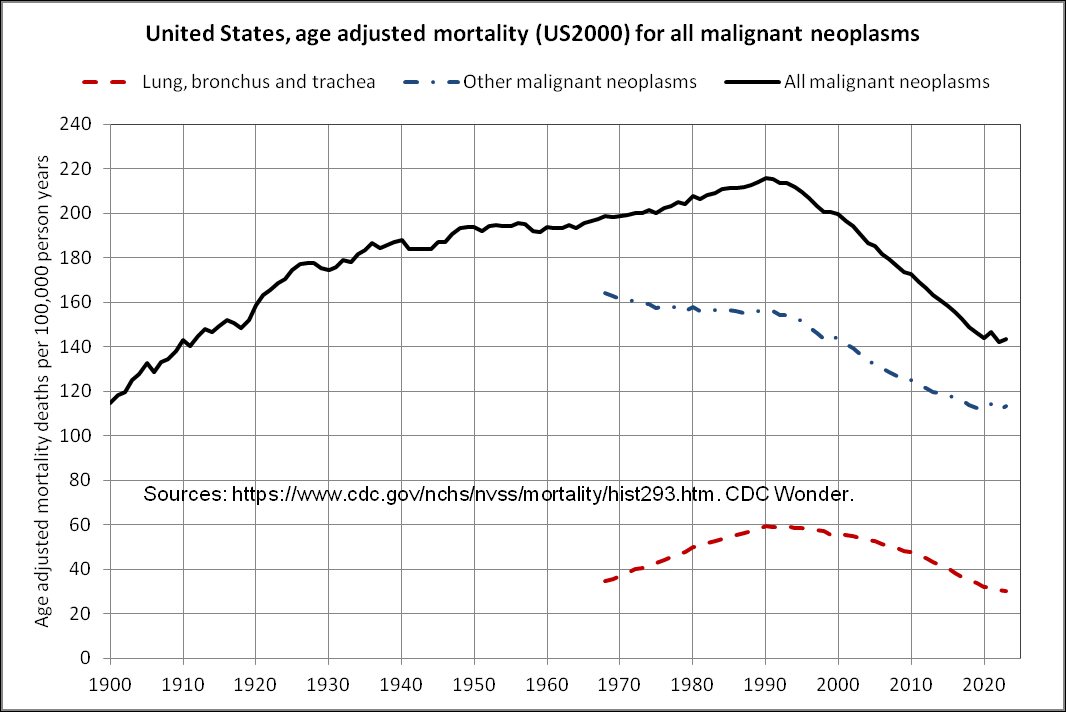 United States, age adjusted mortality (US2000) for all malignant neoplasms
Lung, bronchus and trachea
Other malignant neoplasms
All malignant neoplasms
Age adjusted mortality deaths per 100,000 person years
240
220
200
180
160
140
120
100
80
60
40
20
0
Sources: https://www.cdc.gov/nchs/nvss/mortality/hist293.htm. CDC Wonder.
1900 1910 1920 1930 1940 1950 1960 1970 1980 1990 2000 2010 2020